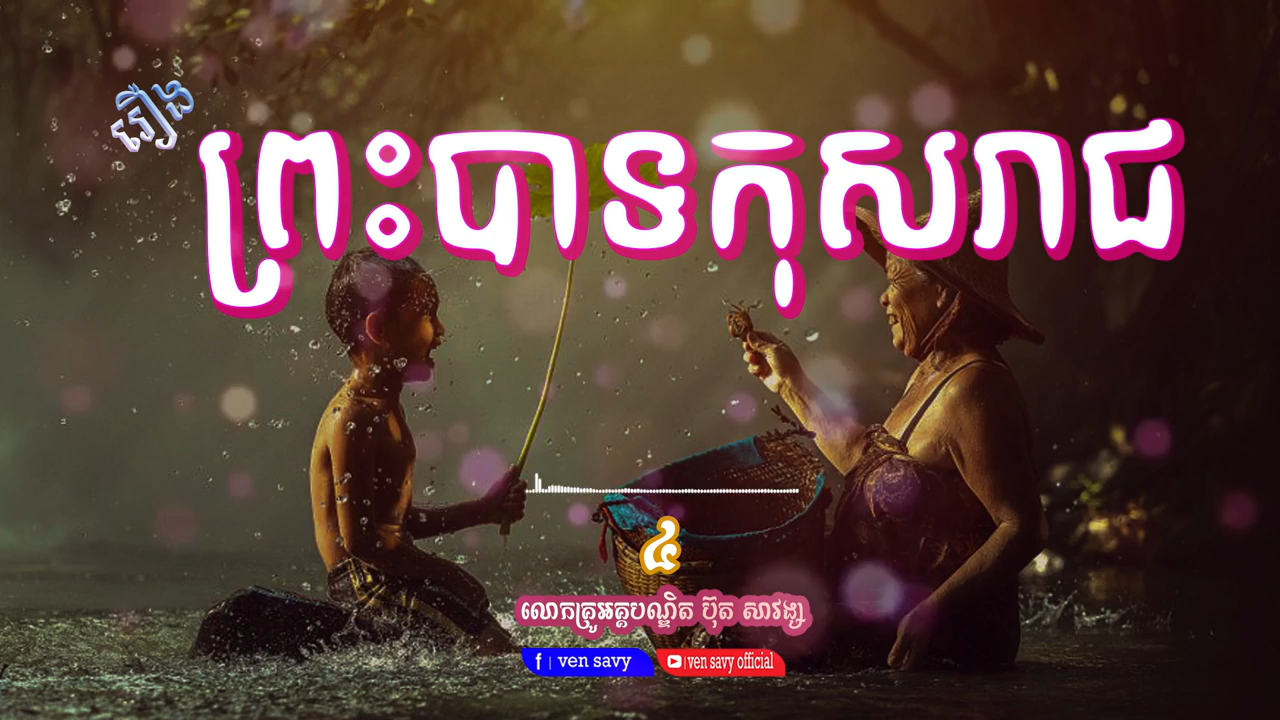 រឿង
ព្រះបាទកុសរាជ
៤
លោកគ្រូអគ្គបណ្ឌិត ប៊ុត សាវង្ស
f | ven savy
ven savy official